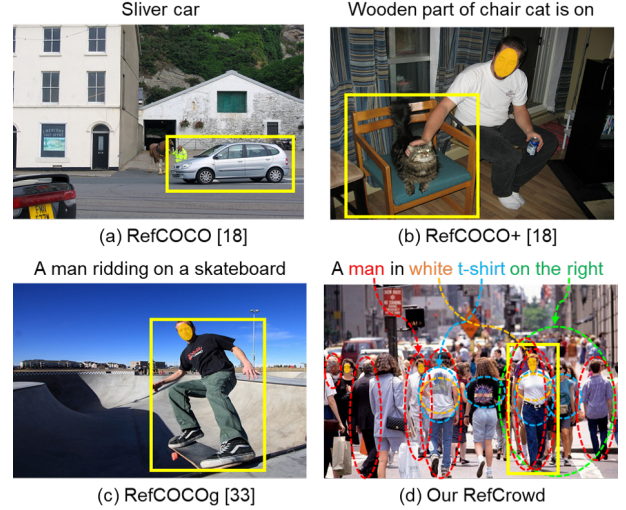 Sliver car
Wooden part of chair cat is on
(a) RefCOCO [18]
(b) RefCOCO+ [18]
A man ridding on a skateboard
A man in white t-shirt on the right
(c) RefCOCOg [33]
(d) Our RefCrowd